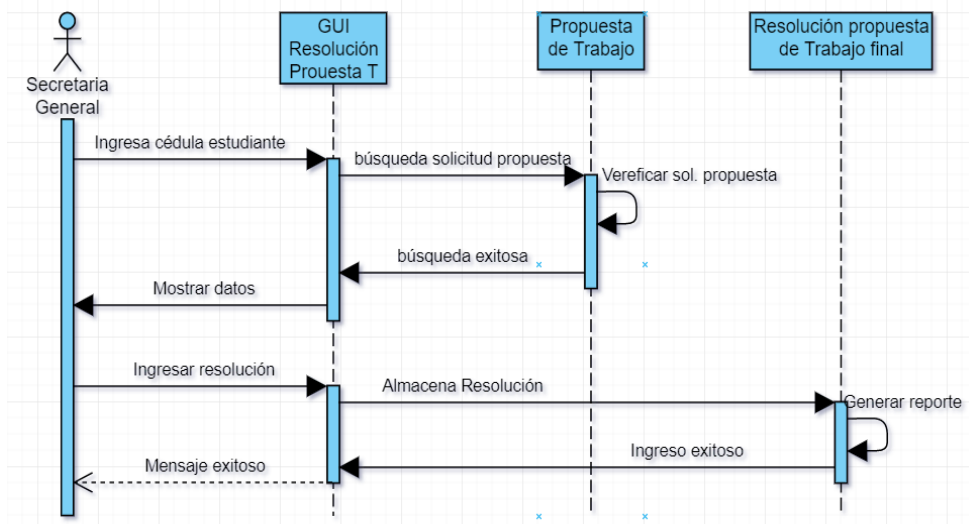 GUI
Resolución
Prouesta T
Propuesta
de Trabajo
Resolución propuesta
de Trabajo final
Secretaria
General
Ingresa cédula estudiante
búsqueda solicitud propuesta
Vereficar sol. propuesta
búsqueda exitosa
Mostrar datos
Ingresar resolución
Almacena Resolución
Generar reporte
Ingreso exitoso
Mensaje exitoso